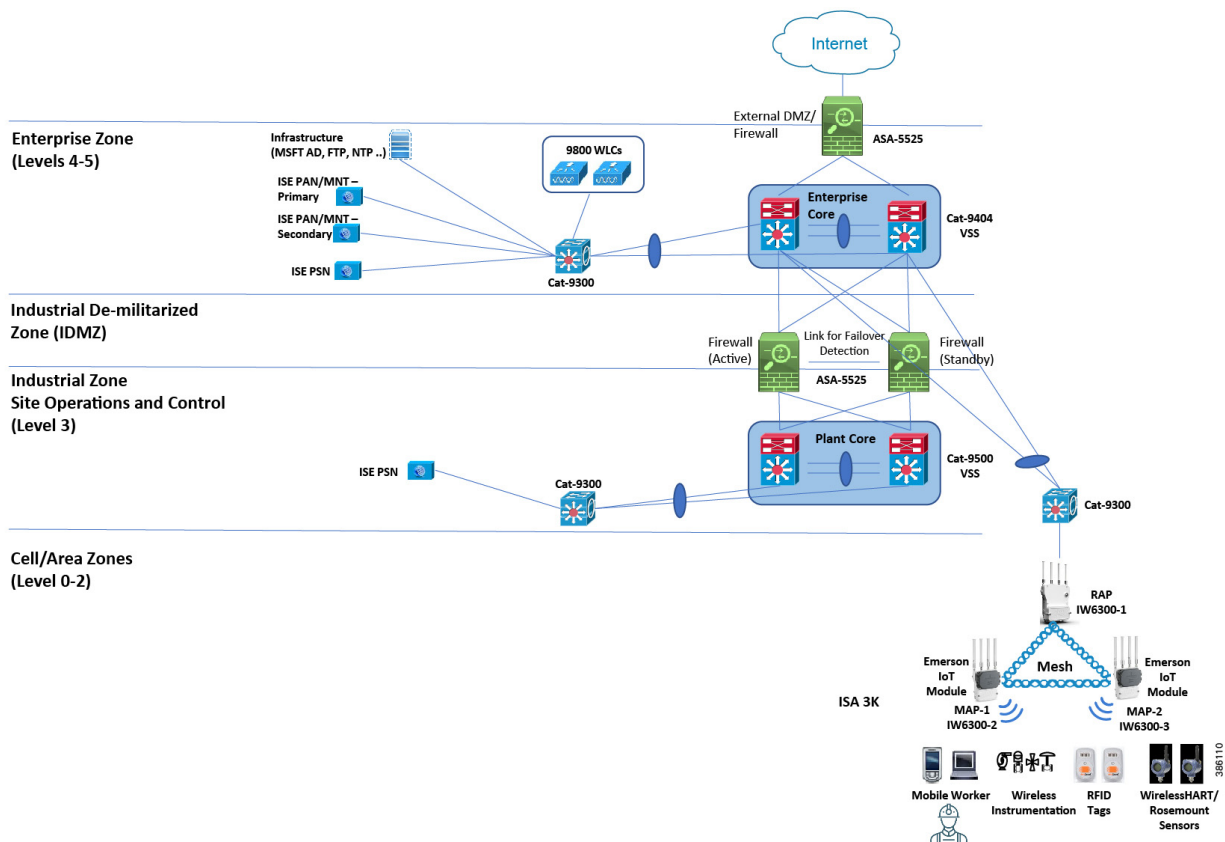 Internet
External DMZ/
Firewall
ASA-5525
Enterprise Zone
(Levels 4-5)
Infrastructure
(MSFT AD, FTP, NTP ..)
9800 WLCs
ISE PAN/MNT –
Primary
ISE PAN/MNT –
Secondary
ISE PSN
Cat-9300
Enterprise
Core
Cat-9404
VSS
Industrial De-militarized
Zone (IDMZ)
Firewall
(Active)
Link for Failover
Detection
Firewall
(Standby)
ASA-5525
Industrial Zone
Site Operations and Control
(Level 3)
Plant Core
Cat-9500
VSS
ISE PSN
Cat-9300
Cat-9300
Cell/Area Zones
(Level 0-2)
RAP
IW6300-1
Emerson
IoT
Module
Mesh
Emerson
IoT
Module
ISA 3K
MAP-1
IW6300-2
MAP-2
IW6300-3
Mobile Worker
Wireless
Instrumentation
RFID
Tags
WirelessHART/
Rosemount
Sensors
386110